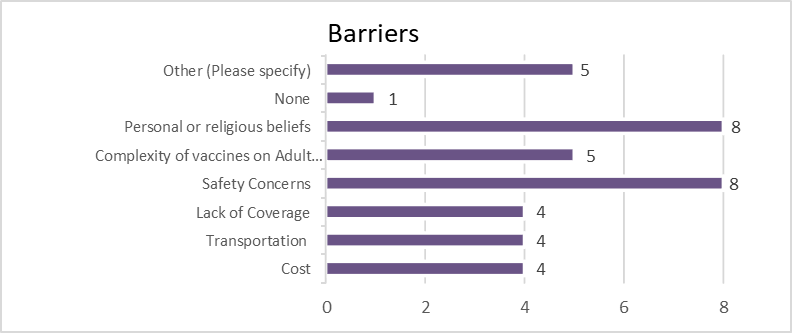 Barriers
Other (Please specify) 5
None 1
Personal or religious beliefs 8
Complexity of vaccines on Adult... 5
Safety Concerns 8
Lack of Coverage 4
Transportation 4
Cost 4
0 2 4 6 8